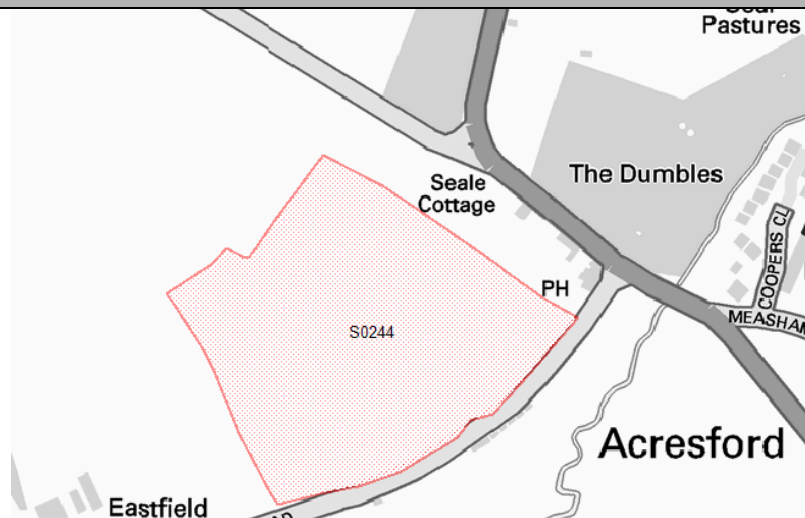 Pastures
The Dumbles
Seale
Cottage
COOPERS CL
PH
MEASHAM
S0244
Acresford
Eastfield